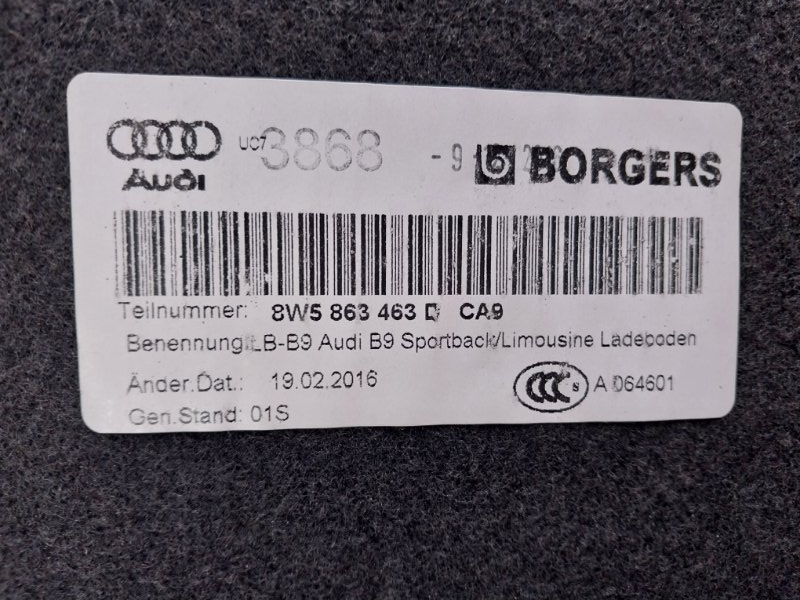 UC7 3868 BORGERS
Audi
Teilnummer: 8W5 863 463 D CA9
Benennung: LB-B9 Audi B9 Sportback/Limousine Ladeboden
Änder.Dat.: 19.02.2016
CCC S A 064601
Gen.Stand: 01S